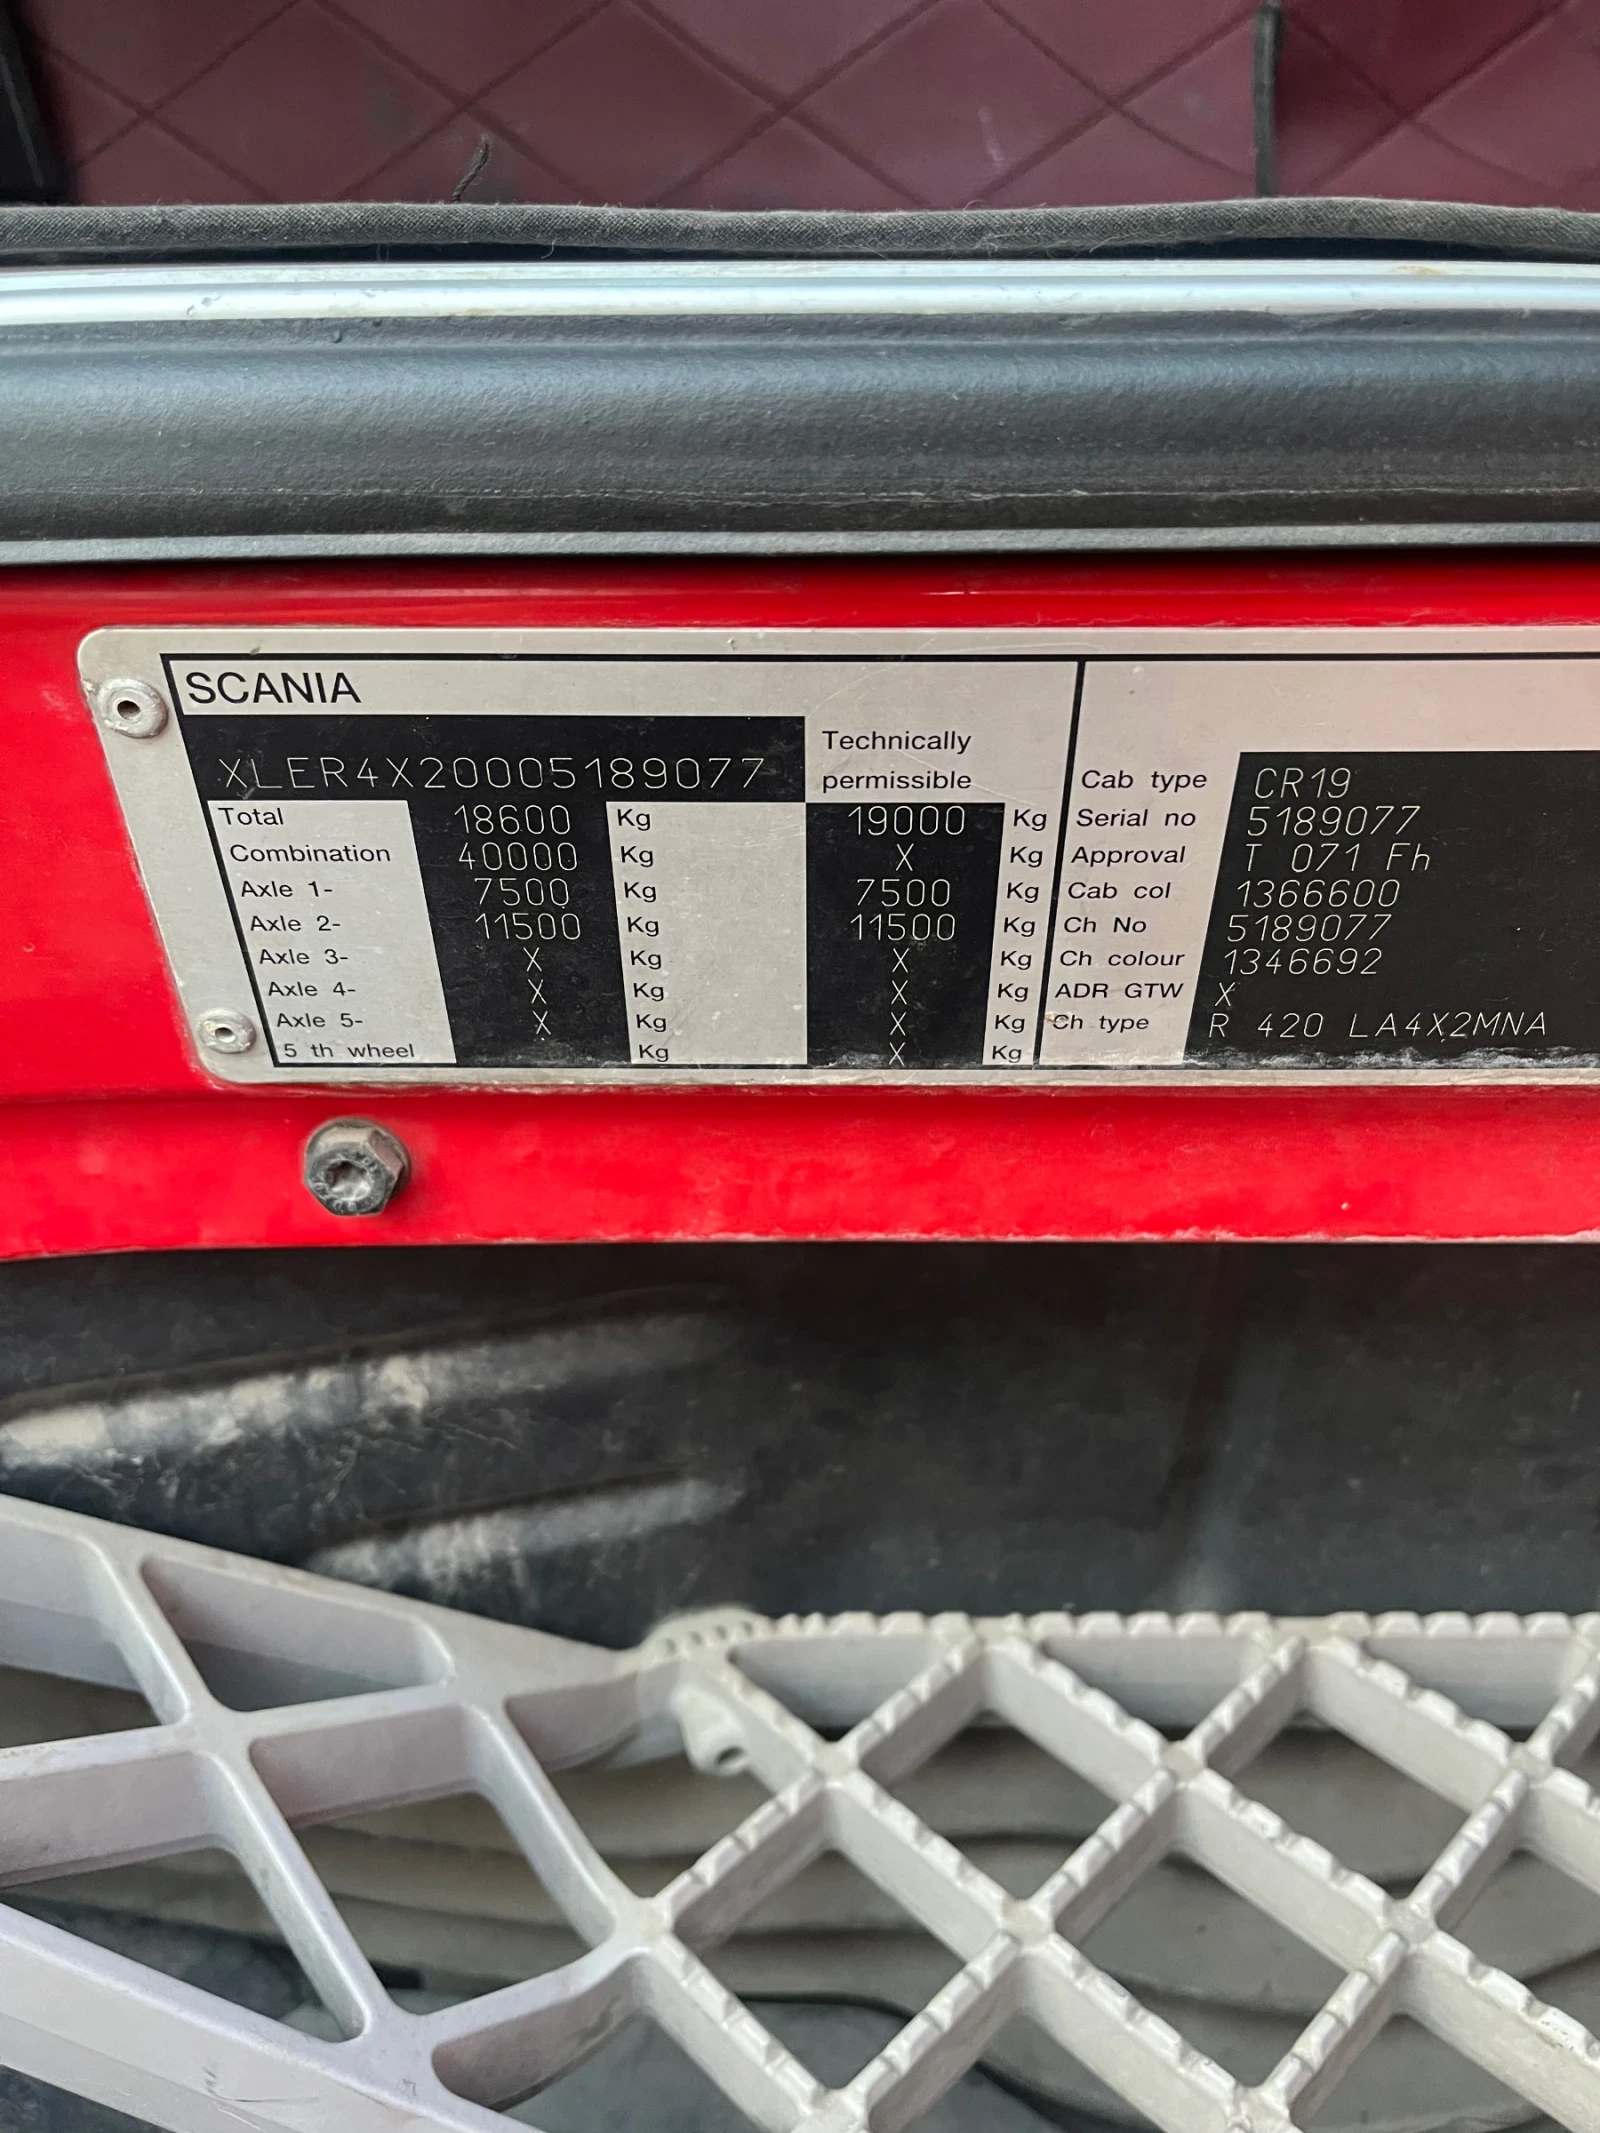 SCANIA
XLER4X20005189077 Technically permissible
Total 18600 Kg 19000 Kg
Combination 40000 Kg X Kg
Axle 1- 7500 Kg 7500 Kg
Axle 2- 11500 Kg 11500 Kg
Axle 3- X Kg X Kg
Axle 4- X Kg X Kg
Axle 5- X Kg X Kg
5 th wheel Kg X Kg
Cab type CR19
Serial no 5189077
Approval T 071 Fh
Cab col 1366600
Ch No 5189077
Ch colour 1346692
ADR GTW X
Ch type R 420 LA4X2MNA